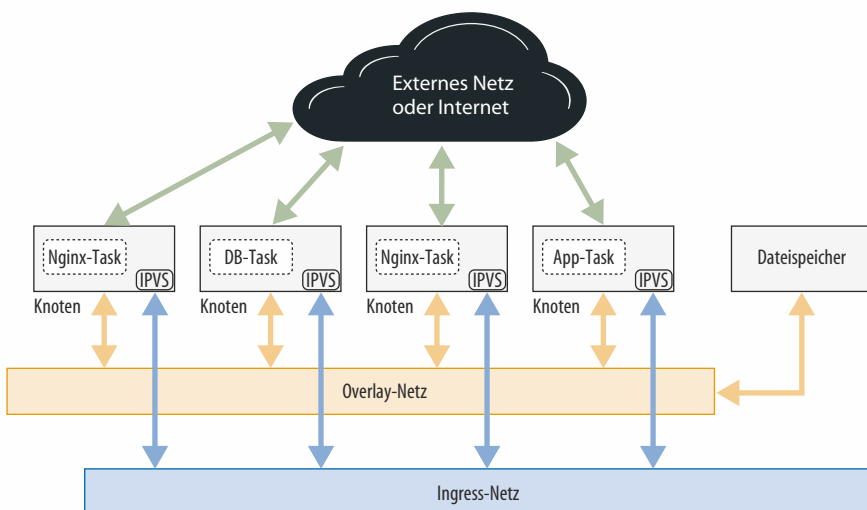 Externes Netz
oder Internet
Nginx-Task
IPVS
Knoten
DB-Task
IPVS
Knoten
Nginx-Task
IPVS
Knoten
App-Task
IPVS
Knoten
Dateispeicher
Overlay-Netz
Ingress-Netz